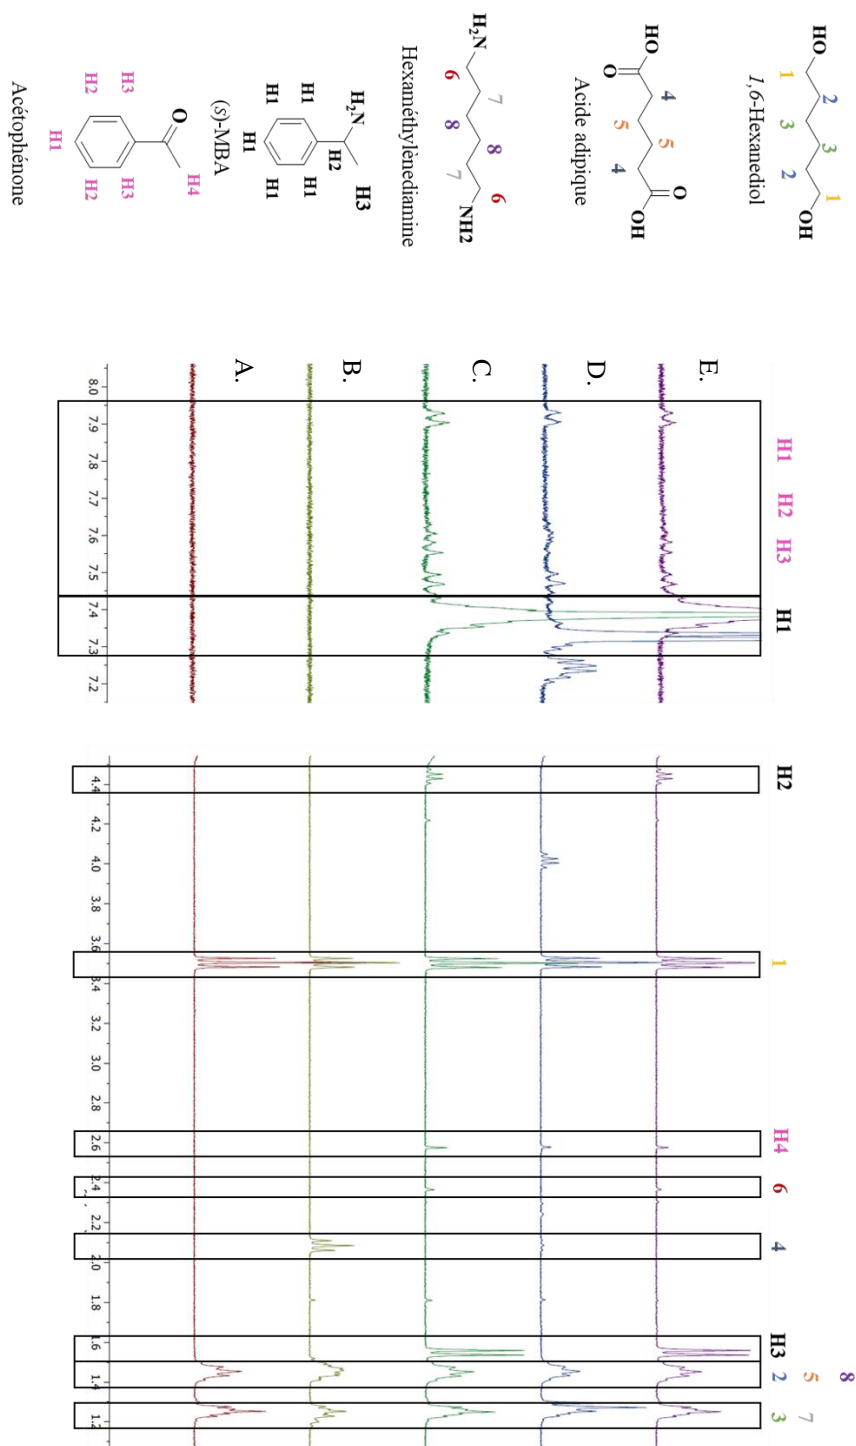 HO 1 2 3 3 2 1 OH
1,6-Hexanediol
HO O 4 5 5 4 O OH
Acide adipique
H₂N 6 7 8 8 7 6 NH2
Hexaméthylènediamine
H₂N H2 H3
H1 H1
H1 H1
H1
(s)-MBA
O H4
H3 H3
H2 H2
H1
Acétophénone
8
5 7
H1 H2 H3 H1
H2 1 H4 6 4 H3 2 3
E.
D.
C.
B.
A.
8.0 7.9 7.8 7.7 7.6 7.5 7.4 7.3 7.2
4.4 4.2 4.0 3.8 3.6 3.4 3.2 3.0 2.8 2.6 2.4 2.2 2.0 1.8 1.6 1.4 1.2